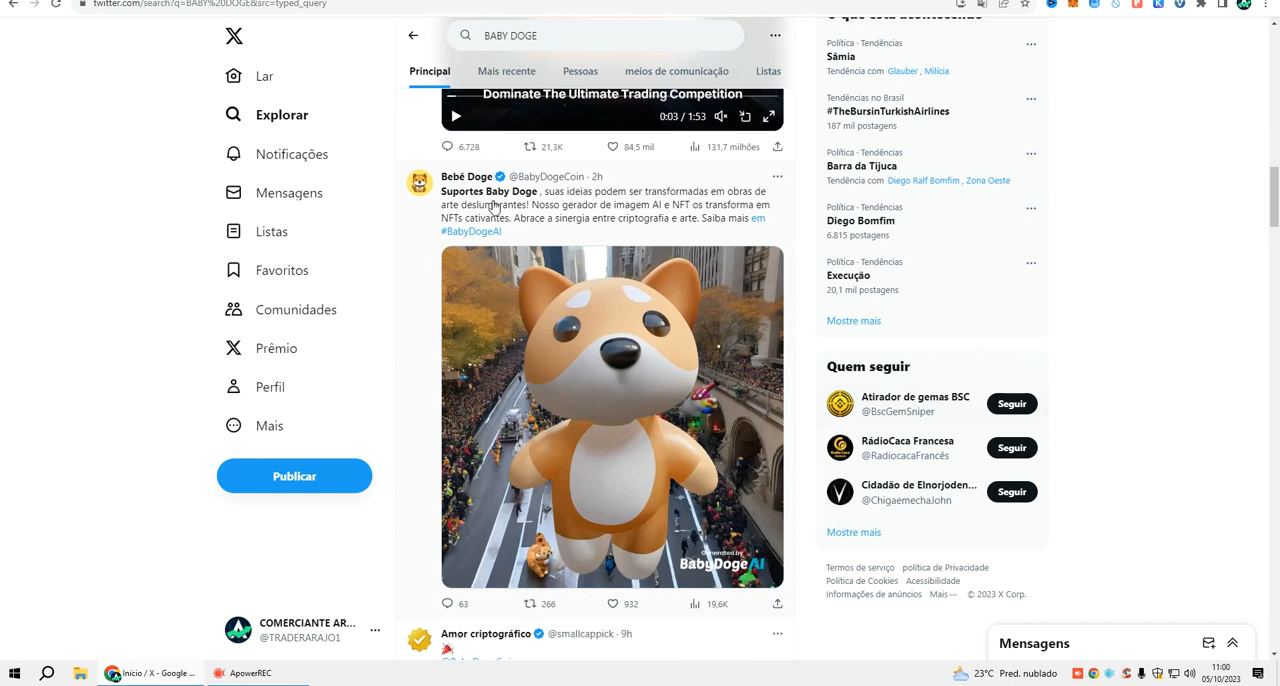 twitter.com/search?q=BABY%20DOGE&src=typed_query
BABY DOGE
Principal
Mais recente
Pessoas
meios de comunicação
Listas
Lar
Explorar
Notificações
Mensagens
Listas
Favoritos
Comunidades
Prêmio
Perfil
Mais
Publicar
COMERCIANTE AR...
@TRADERARAJO1
Dominate The Ultimate Trading Competition
0:03 / 1:53
6.728 21,3K 84,5 mil 131,7 milhões
Bebê Doge @BabyDogeCoin · 2h
Suportes Baby Doge , suas ideias podem ser transformadas em obras de
arte deslumbrantes! Nosso gerador de imagem AI e NFT os transforma em
NFTs cativantes. Abrace a sinergia entre criptografia e arte. Saiba mais em
#BabyDogeAI
Generated by
BabyDoge AI
63 266 932 19,6K
Amor criptográfico @smallcappick · 9h
O que está acontecendo
Política · Tendências
Sâmia
Tendência com Glauber , Milícia
Tendências no Brasil
#TheBursinTurkishAirlines
187 mil postagens
Política · Tendências
Barra da Tijuca
Tendência com Diego Ralf Bomfim , Zona Oeste
Política · Tendências
Diego Bomfim
6.815 postagens
Política · Tendências
Execução
20,1 mil postagens
Mostre mais
Quem seguir
Atirador de gemas BSC
@BscGemSniper
Seguir
RádioCaca Francesa
@RadiocacaFrancês
Seguir
Cidadão de Elnorjoden...
@ChigaemechaJohn
Seguir
Mostre mais
Termos de serviço política de Privacidade
Política de Cookies Acessibilidade
Informações de anúncios Mais ··· © 2023 X Corp.
Mensagens
Início / X - Google ...
ApowerREC
23°C Pred. nublado
11:00
05/10/2023